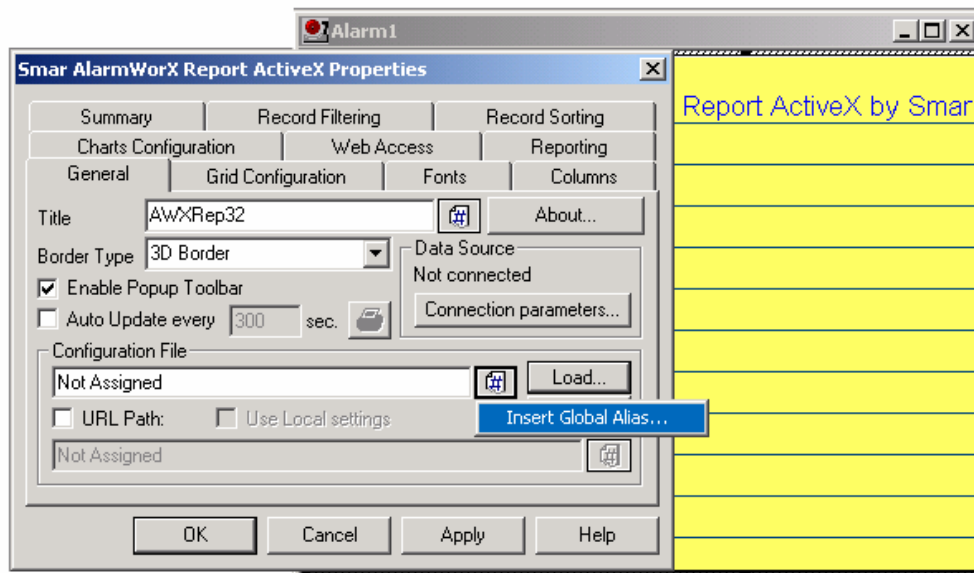 Alarm1
Smar AlarmWorX Report ActiveX Properties
Report ActiveX by Smar
Summary Record Filtering Record Sorting
Charts Configuration Web Access Reporting
General Grid Configuration Fonts Columns
Title AWXRep32 # About...
Border Type 3D Border Data Source
Not connected
Enable Popup Toolbar
Connection parameters...
Auto Update every 300 sec.
Configuration File
Not Assigned # Load...
URL Path: Use Local settings Insert Global Alias...
Not Assigned #
OK Cancel Apply Help